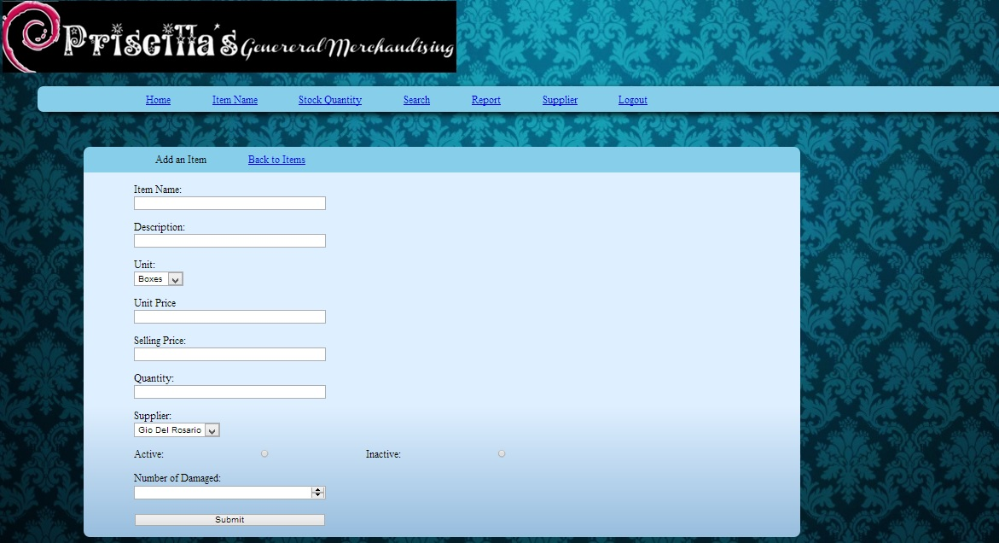 Priscilla's Genereral Merchandising
Home Item Name Stock Quantity Search Report Supplier Logout
Add an Item Back to Items
Item Name:
Description:
Unit:
Boxes
Unit Price
Selling Price:
Quantity:
Supplier:
Gio Del Rosario
Active: Inactive:
Number of Damaged:
Submit